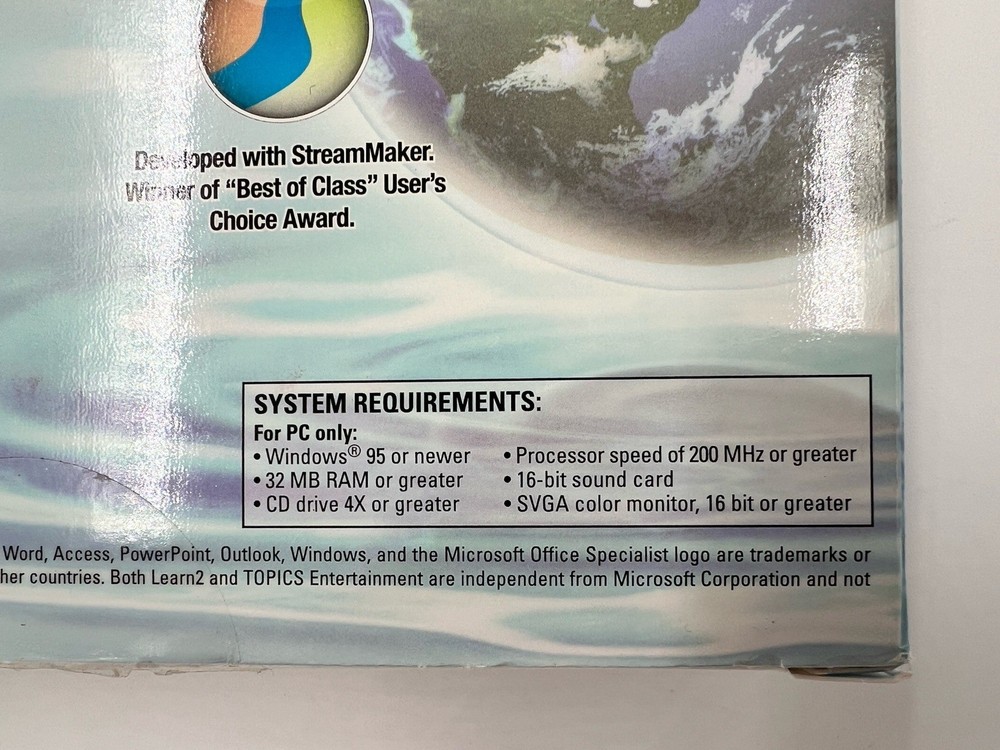 Developed with StreamMaker.
Winner of “Best of Class” User's
Choice Award.
SYSTEM REQUIREMENTS:
For PC only:
• Windows® 95 or newer
• 32 MB RAM or greater
• CD drive 4X or greater
• Processor speed of 200 MHz or greater
• 16-bit sound card
• SVGA color monitor, 16 bit or greater
Word, Access, PowerPoint, Outlook, Windows, and the Microsoft Office Specialist logo are trademarks or
her countries. Both Learn2 and TOPICS Entertainment are independent from Microsoft Corporation and not